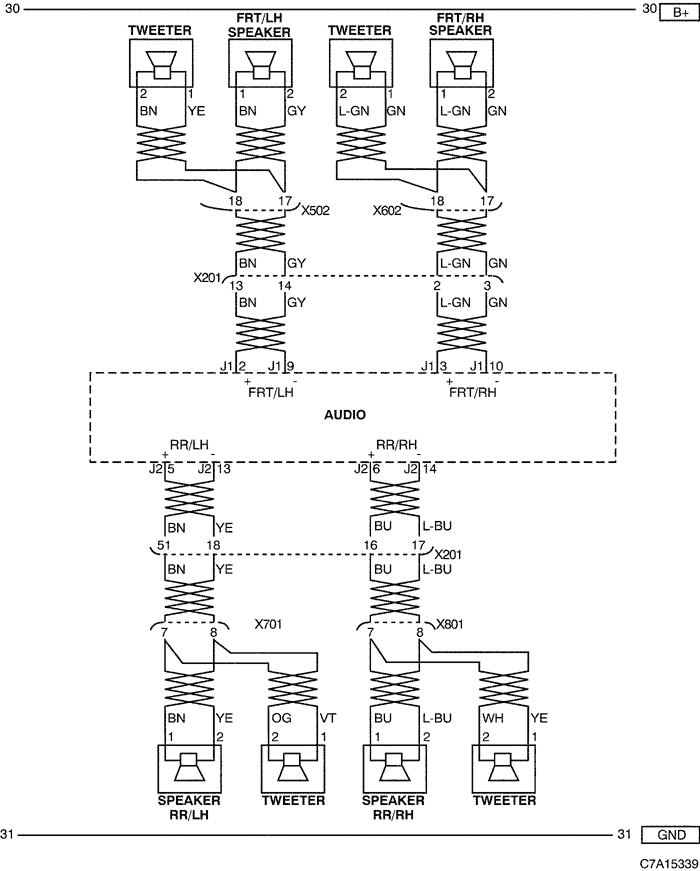 30 30 B+
FRT/LH FRT/RH
TWEETER SPEAKER TWEETER SPEAKER
2 1 1 2 2 1 1 2
BN YE BN GY L-GN GN L-GN GN
18 17 X502 X602 18 17
BN GY L-GN GN
X201 13 14 2 3
BN GY L-GN GN
J1 2 J1 9 J1 3 J1 10
+ FRT/LH - + FRT/RH -
AUDIO
RR/LH RR/RH
+ - + -
J2 5 J2 13 J2 6 J2 14
BN YE BU L-BU
51 18 16 17 X201
BN YE BU L-BU
7 8 X701 7 8 X801
BN YE OG VT BU L-BU WH YE
1 2 2 1 1 2 2 1
SPEAKER TWEETER SPEAKER TWEETER
RR/LH RR/RH
31 31 GND
C7A15339